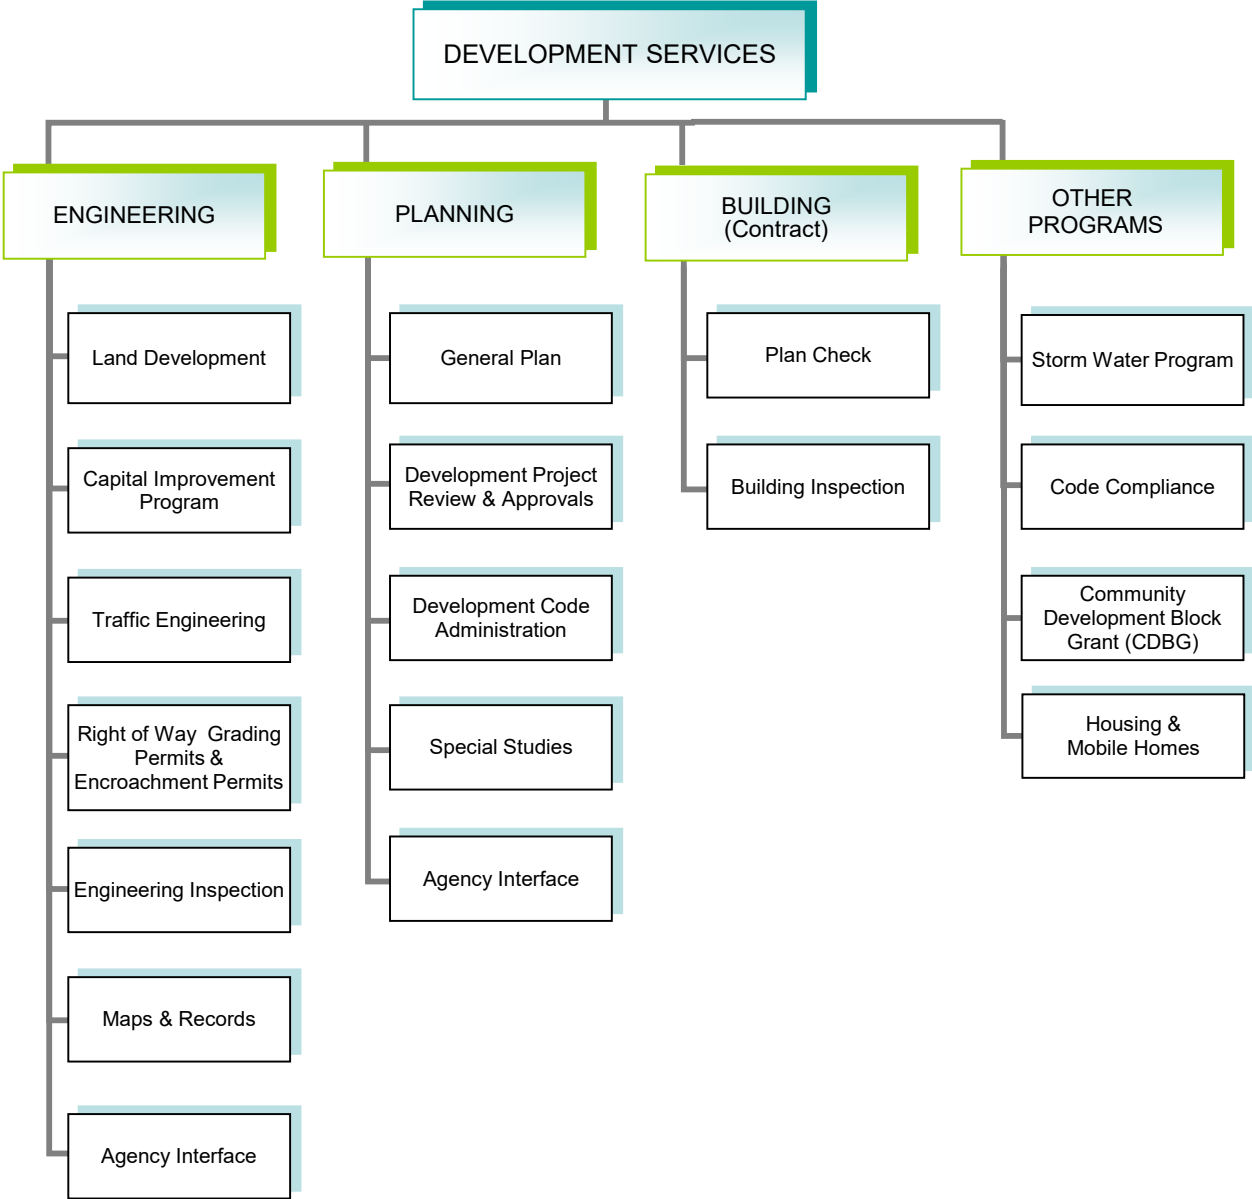 DEVELOPMENT SERVICES
ENGINEERING
Land Development
Capital Improvement
Program
Traffic Engineering
Right of Way  Grading
Permits &
Encroachment Permits
Engineering Inspection
Maps & Records
Agency Interface
PLANNING
General Plan
Development Project
Review & Approvals
Development Code
Administration
Special Studies
Agency Interface
BUILDING
(Contract)
Plan Check
Building Inspection
OTHER
PROGRAMS
Storm Water Program
Code Compliance
Community
Development Block
Grant (CDBG)
Housing &
Mobile Homes